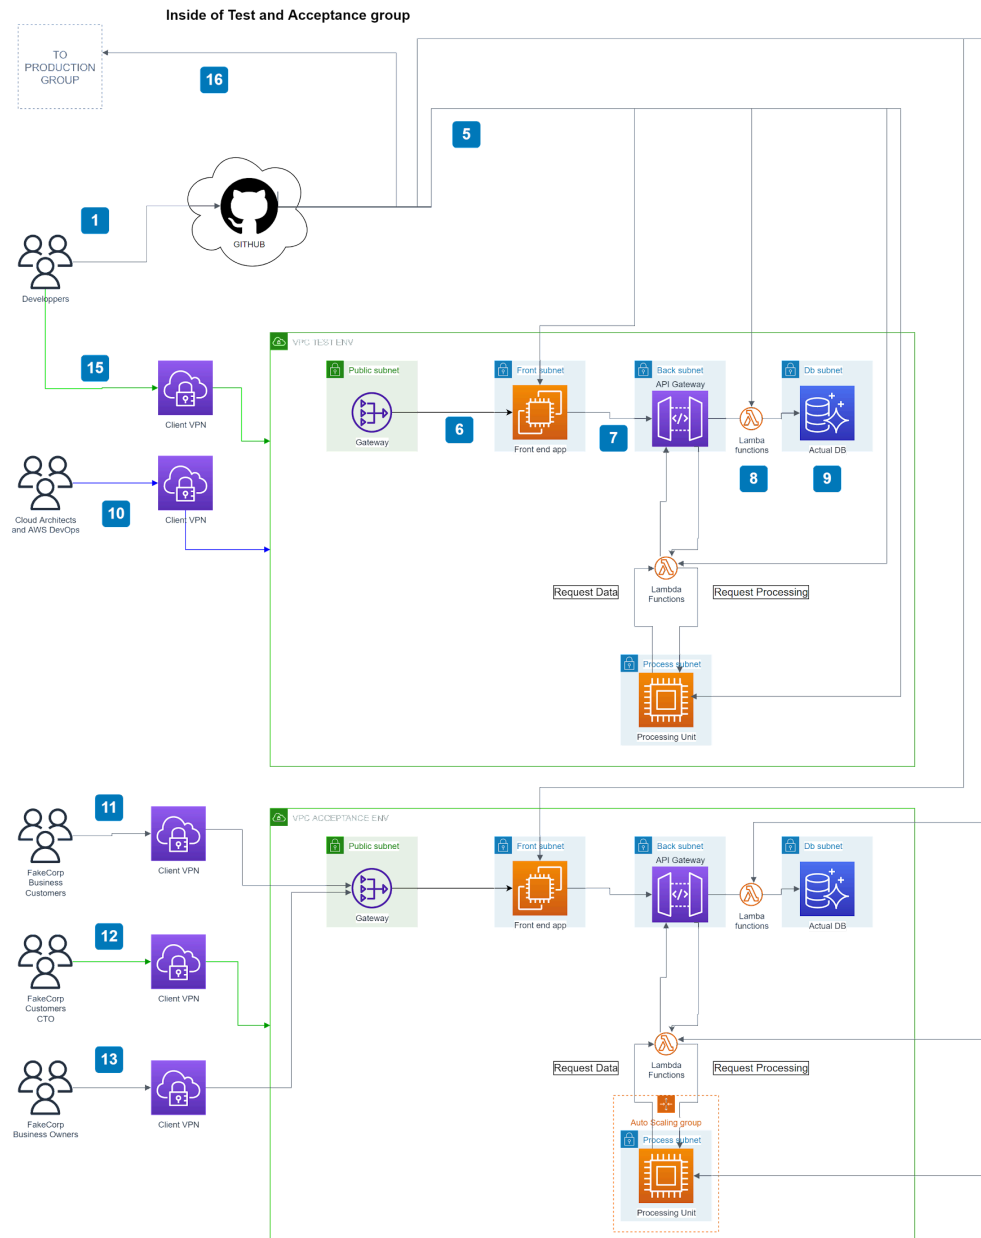 Inside of Test and Acceptance group
TO
PRODUCTION
GROUP
16
5
1
GITHUB
Developpers
VPC TEST ENV
15
Client VPN
Public subnet
Gateway
6
Front subnet
Front end app
7
Back subnet
API Gateway
Lamba
functions
8
Db subnet
Actual DB
9
Cloud Architects
and AWS DevOps
10
Client VPN
Request Data
Lambda
Functions
Request Processing
Process subnet
Processing Unit
VPC ACCEPTANCE ENV
11
FakeCorp
Business
Customers
Client VPN
Public subnet
Gateway
Front subnet
Front end app
Back subnet
API Gateway
Lamba
functions
Db subnet
Actual DB
12
FakeCorp
Customers
CTO
Client VPN
13
FakeCorp
Business Owners
Client VPN
Request Data
Lambda
Functions
Request Processing
Auto Scaling group
Process subnet
Processing Unit